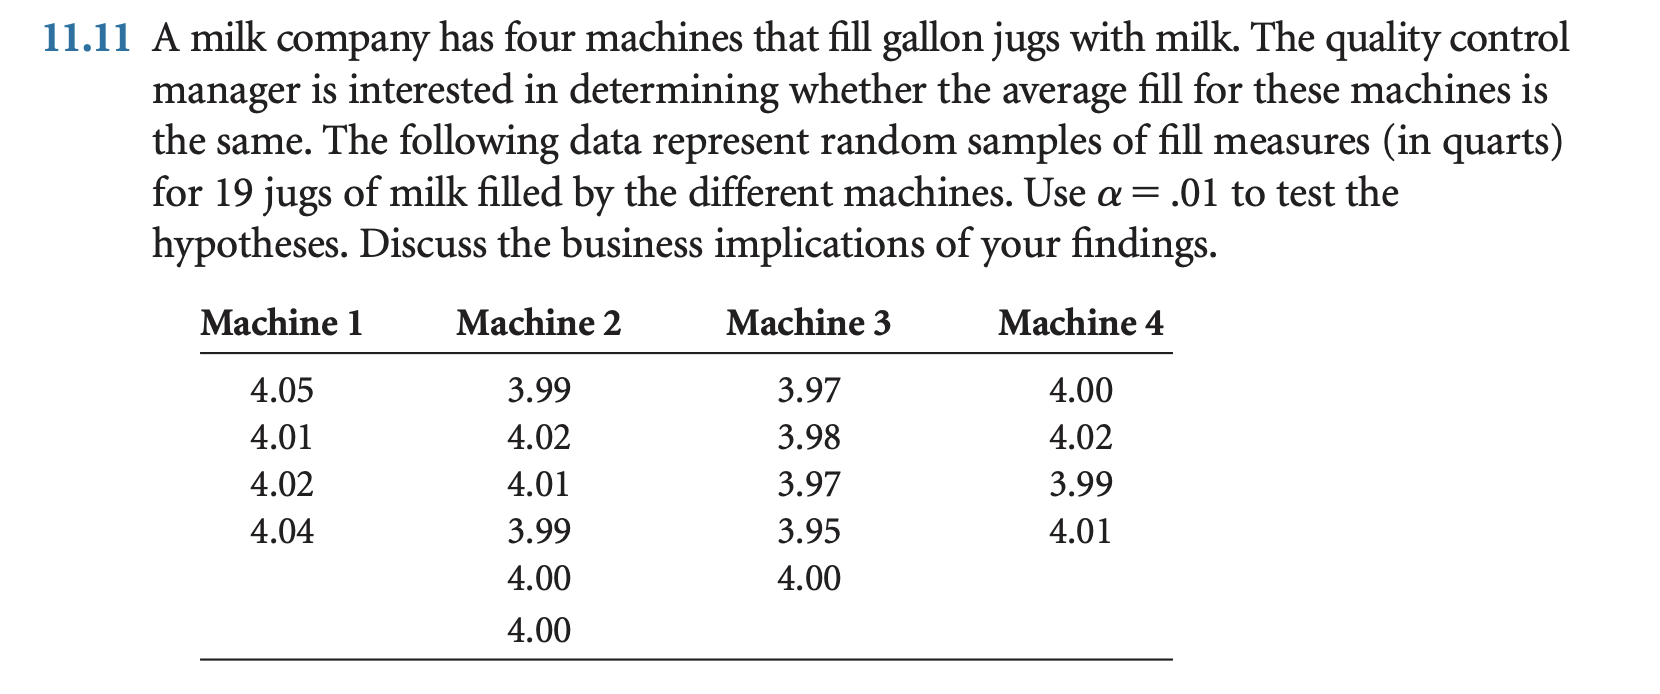 11.11 A milk company has four machines that fill gallon jugs with milk. The quality control
manager is interested in determining whether the average fill for these machines is
the same. The following data represent random samples of fill measures (in quarts)
for 19 jugs of milk filled by the different machines. Use α = .01 to test the
hypotheses. Discuss the business implications of your findings.
Machine 1 Machine 2 Machine 3 Machine 4
4.05 3.99 3.97 4.00
4.01 4.02 3.98 4.02
4.02 4.01 3.97 3.99
4.04 3.99 3.95 4.01
4.00 4.00
4.00